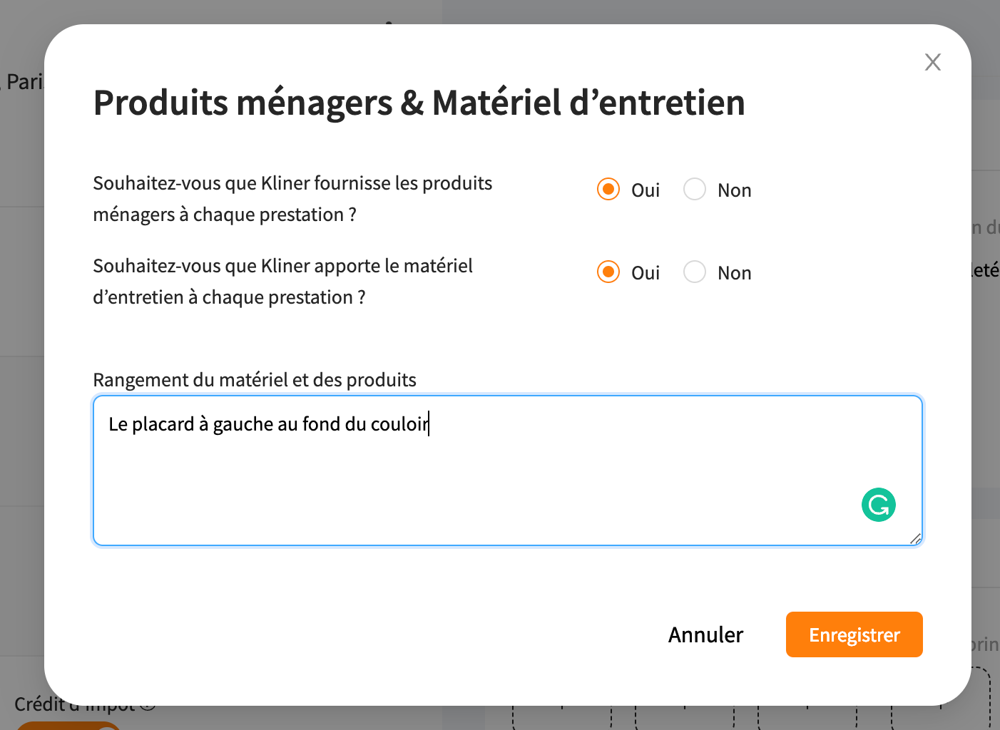 , Pari
Produits ménagers & Matériel d’entretien
Souhaitez-vous que Kliner fournisse les produits
ménagers à chaque prestation ?
Oui
Non
n du
Souhaitez-vous que Kliner apporte le matériel
d’entretien à chaque prestation ?
Oui
Non
leté
Rangement du matériel et des produits
Le placard à gauche au fond du couloir
Annuler
Enregistrer
prin
Crédit d’impôt